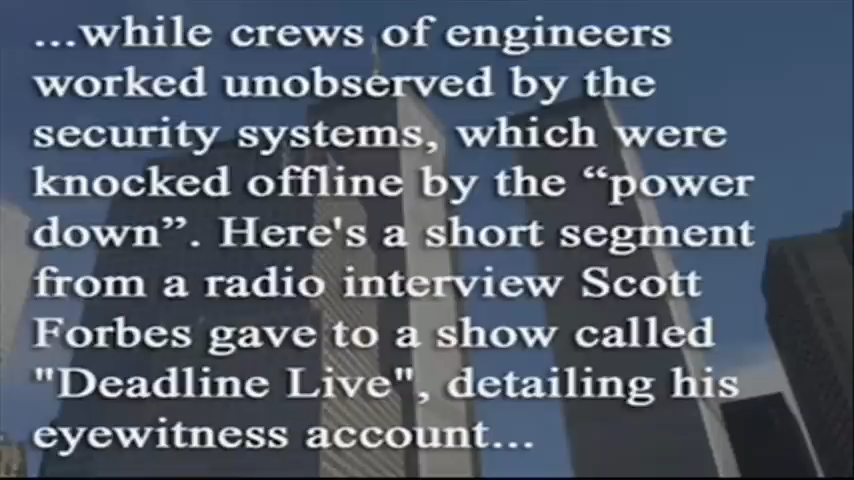 ...while crews of engineers
worked unobserved by the
security systems, which were
knocked offline by the “power
down”. Here's a short segment
from a radio interview Scott
Forbes gave to a show called
"Deadline Live", detailing his
eyewitness account...